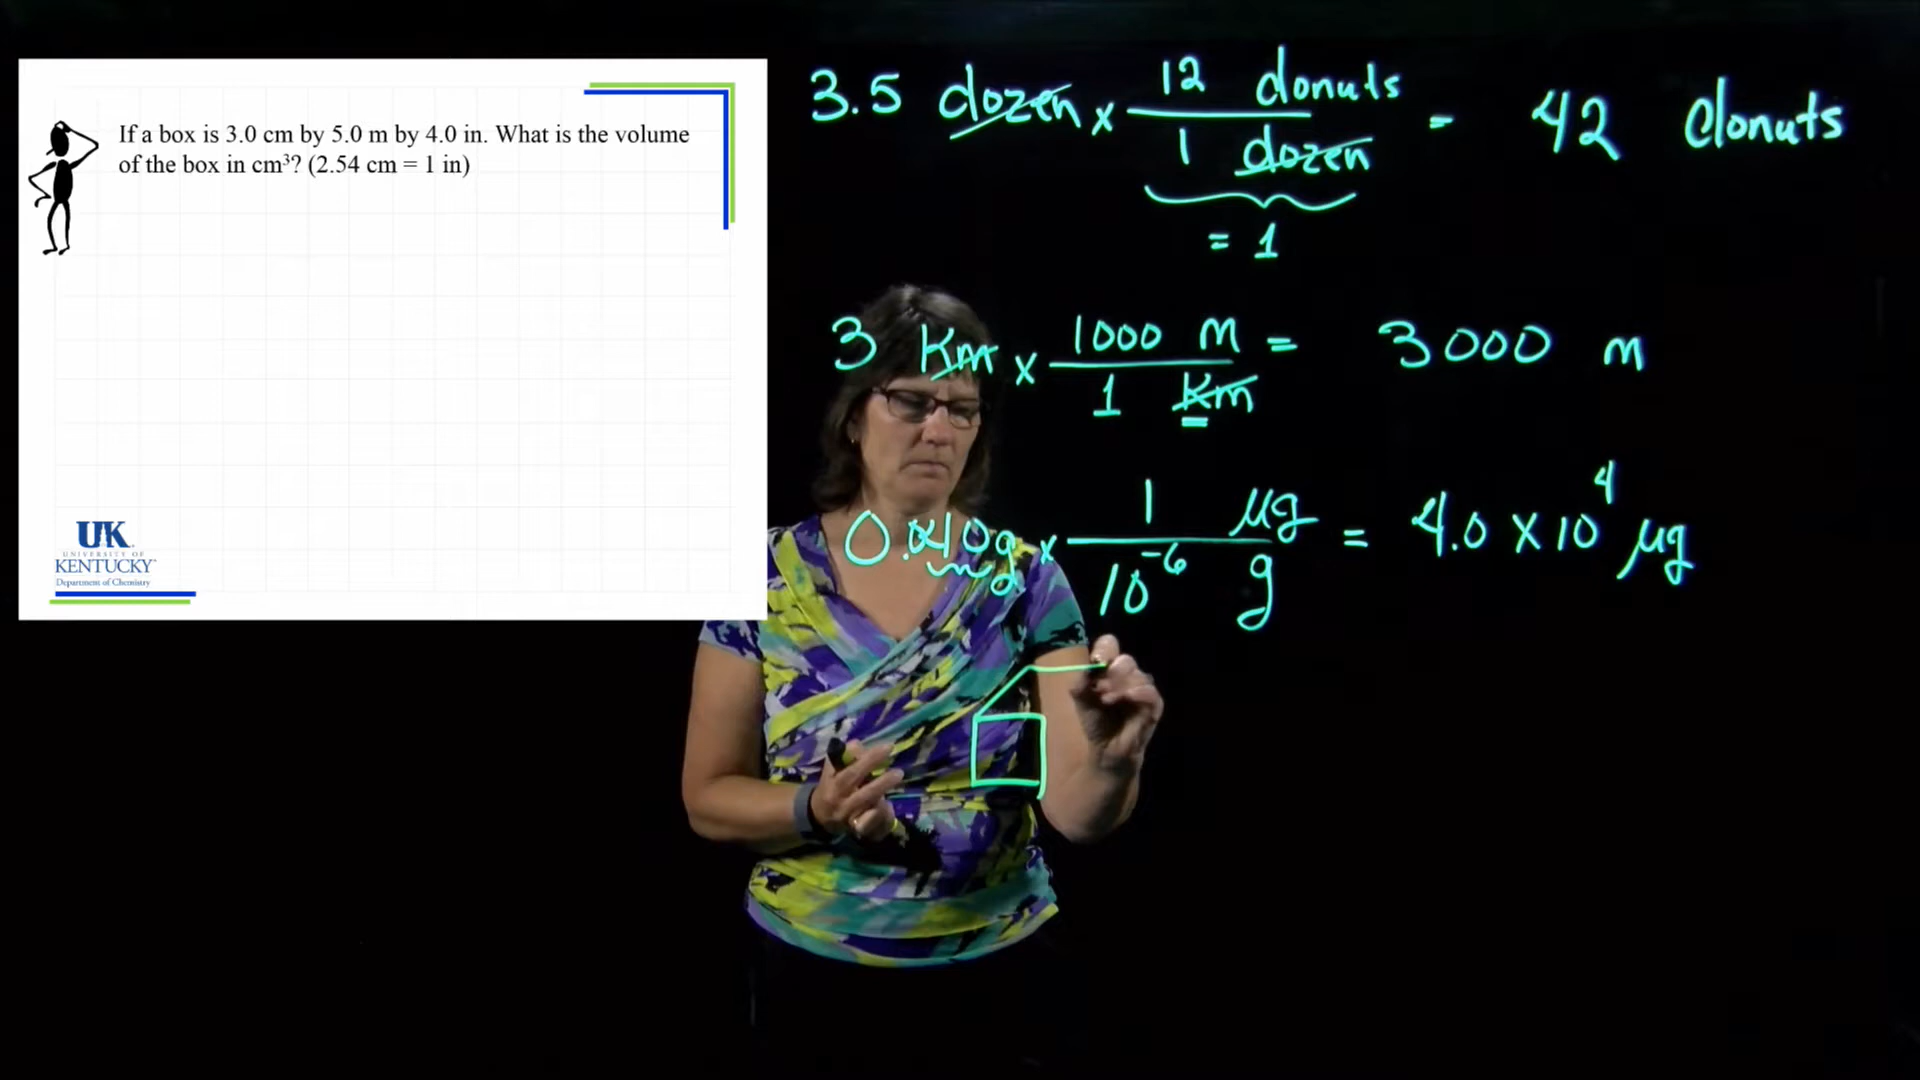 If a box is 3.0 cm by 5.0 m by 4.0 in. What is the volume
of the box in cm³? (2.54 cm = 1 in)
UK
UNIVERSITY OF
KENTUCKY
Department of Chemistry
3.5 dozen x 12 donuts / 1 dozen = 42 donuts
= 1
3 Km x 1000 m / 1 Km = 3000 m
0.040g x 1 μg / 10⁻⁶ g = 4.0 x 10⁴ μg